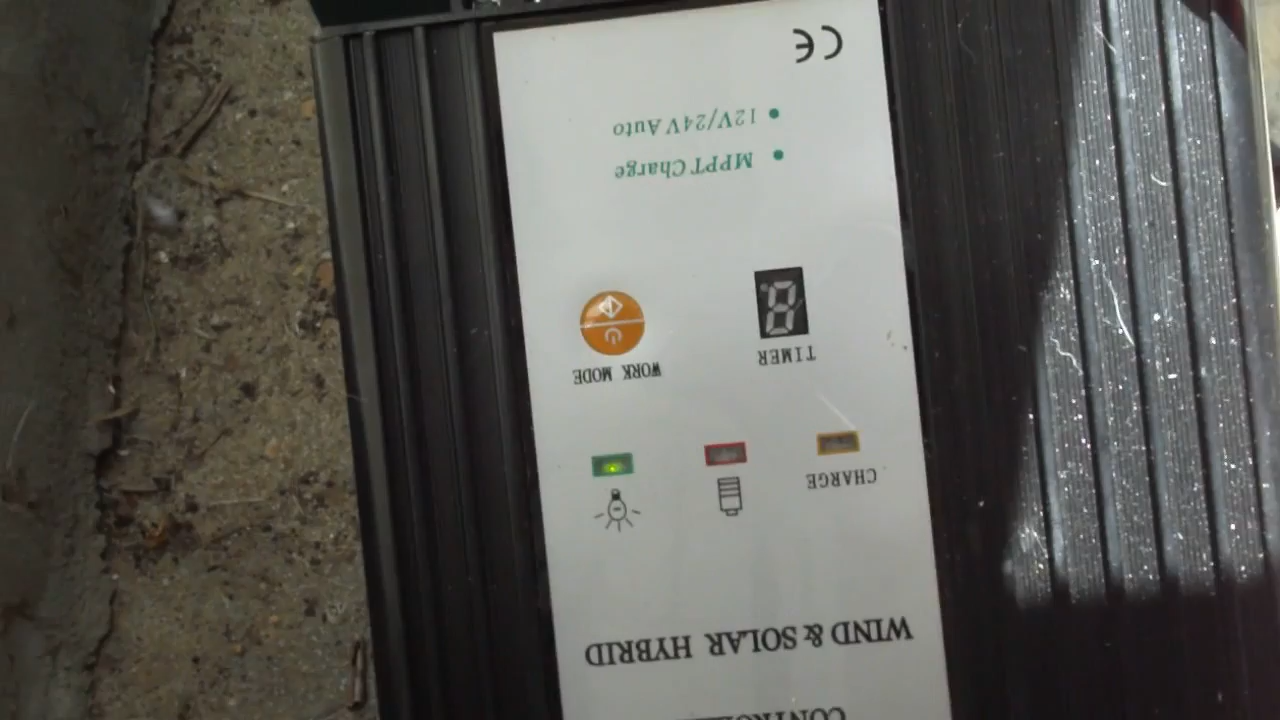 WIND & SOLAR HYBRID
CHARGE
TIMER
WORK MODE
• MPPT Charge
• 12V/24V Auto
CE